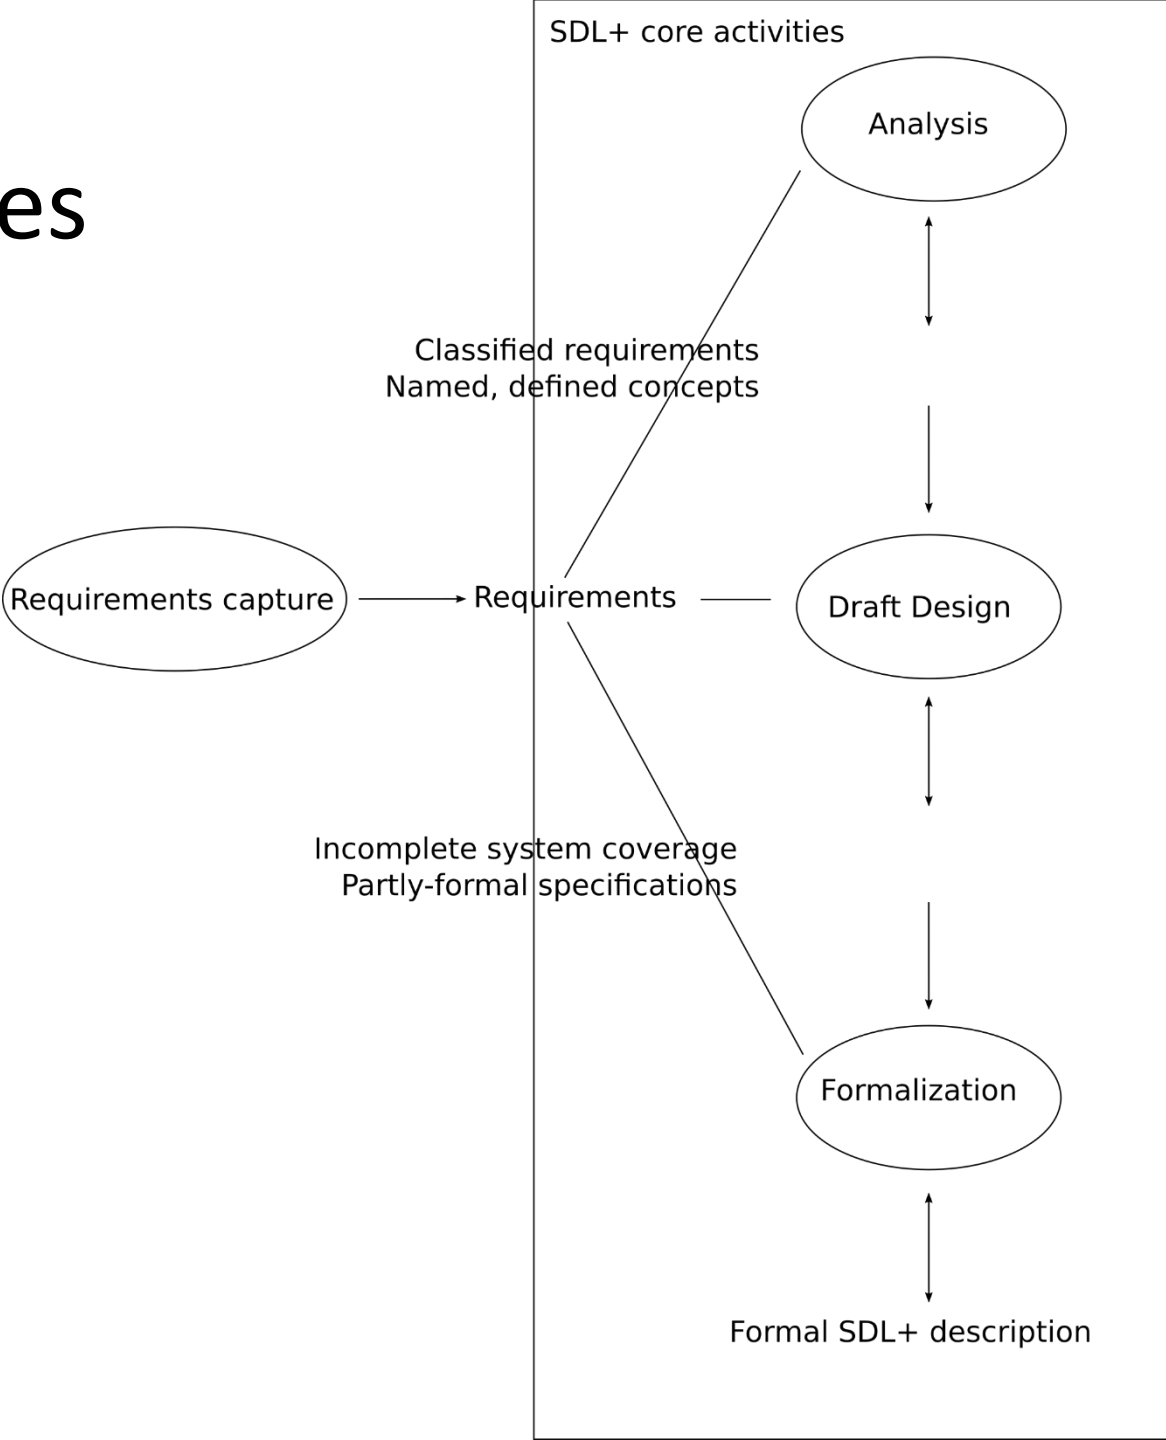 SDL+ core activities
Analysis
es
Classified requirements
Named, defined concepts
Requirements capture
Requirements
Draft Design
Incomplete system coverage
Partly-formal specifications
Formalization
Formal SDL+ description